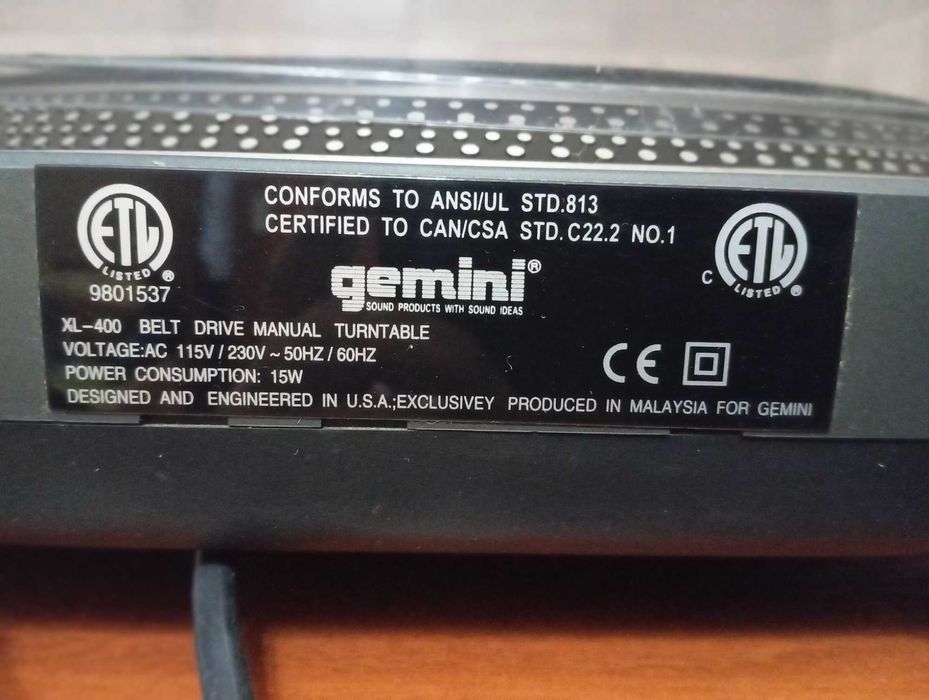 CONFORMS TO ANSI/UL STD.813
CERTIFIED TO CAN/CSA STD. C22.2 NO.1
ETL
LISTED®
9801537
gemini®
SOUND PRODUCTS WITH SOUND IDEAS
C ETL
LISTED®
XL-400 BELT DRIVE MANUAL TURNTABLE
VOLTAGE:AC 115V / 230V ~ 50HZ / 60HZ
POWER CONSUMPTION: 15W
CE
DESIGNED AND ENGINEERED IN U.S.A.;EXCLUSIVEY PRODUCED IN MALAYSIA FOR GEMINI